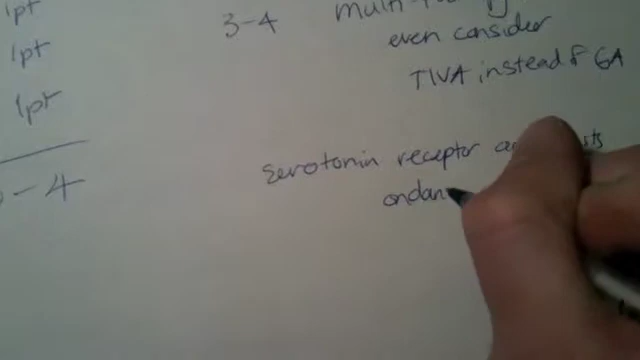 1pt
1pt
1pt
- 4
3-4
even consider
TIVA instead of GA
Serotonin receptor
ondan